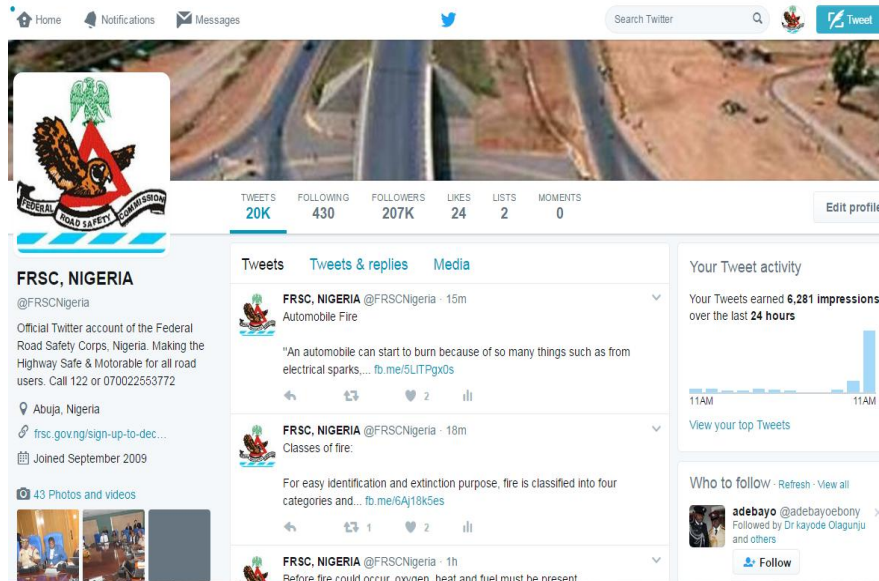 Home
Notifications
Messages
Search Twitter
Tweet
FEDERAL ROAD SAFETY COMMISSION
TWEETS
20K
FOLLOWING
430
FOLLOWERS
207K
LIKES
24
LISTS
2
MOMENTS
0
Edit profile
FRSC, NIGERIA
@FRSCNigeria
Official Twitter account of the Federal
Road Safety Corps, Nigeria. Making the
Highway Safe & Motorable for all road
users. Call 122 or 070022553772
Abuja, Nigeria
frsc.gov.ng/sign-up-to-dec...
Joined September 2009
43 Photos and videos
Tweets
Tweets & replies
Media
FRSC, NIGERIA @FRSCNigeria · 15m
Automobile Fire
"An automobile can start to burn because of so many things such as from
electrical sparks,... fb.me/5LITPgx0s
2
FRSC, NIGERIA @FRSCNigeria · 18m
Classes of fire:
For easy identification and extinction purpose, fire is classified into four
categories and... fb.me/6Aj18k5es
1
2
FRSC, NIGERIA @FRSCNigeria · 1h
Before fire could occur, oxygen, heat and fuel must be present
Your Tweet activity
Your Tweets earned 6,281 impressions
over the last 24 hours
11AM
11AM
View your top Tweets
Who to follow · Refresh · View all
adebayo @adebayoebony
Followed by Dr kayode Olagunju
and others
Follow